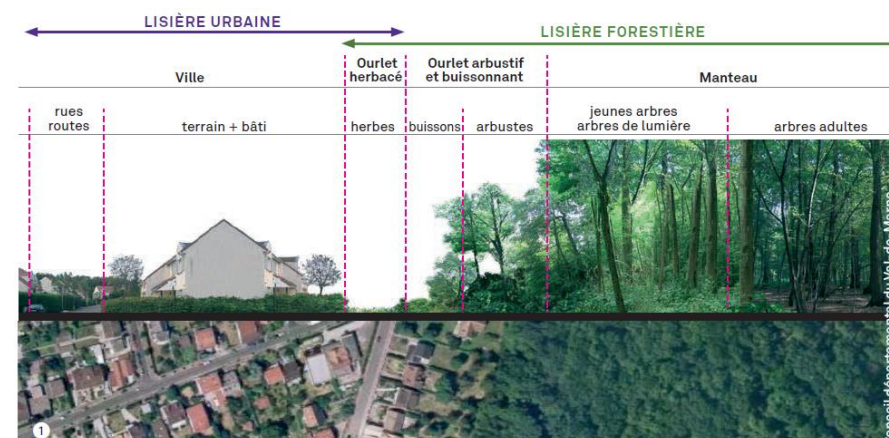 LISIÈRE URBAINE
LISIÈRE FORESTIÈRE
Ville
Ourlet
herbacé
Ourlet arbustif
et buissonnant
Manteau
rues
routes
terrain + bâti
herbes
buissons
arbustes
jeunes arbres
arbres de lumière
arbres adultes
1